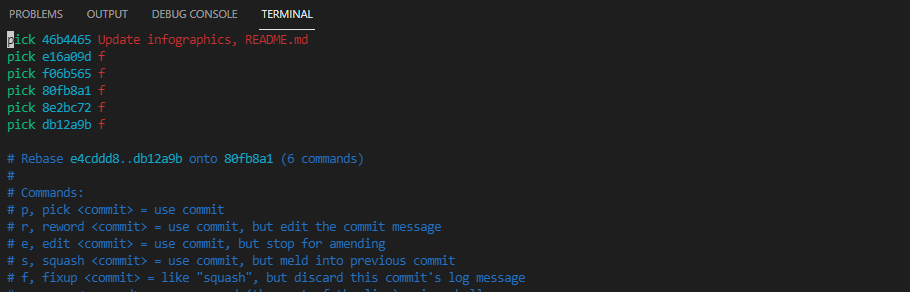 PROBLEMS OUTPUT DEBUG CONSOLE TERMINAL
pick 46b4465 Update infographics, README.md
pick e16a09d f
pick f06b565 f
pick 80fb8a1 f
pick 8e2bc72 f
pick db12a9b f
# Rebase e4cddd8..db12a9b onto 80fb8a1 (6 commands)
#
# Commands:
# p, pick <commit> = use commit
# r, reword <commit> = use commit, but edit the commit message
# e, edit <commit> = use commit, but stop for amending
# s, squash <commit> = use commit, but meld into previous commit
# f, fixup <commit> = like "squash", but discard this commit's log message